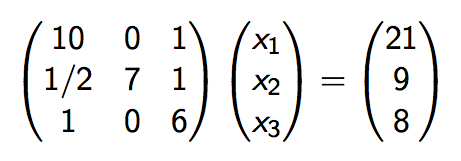 10 0 1 x₁ 21
1/2 7 1 x₂ = 9
1 0 6 x₃ 8